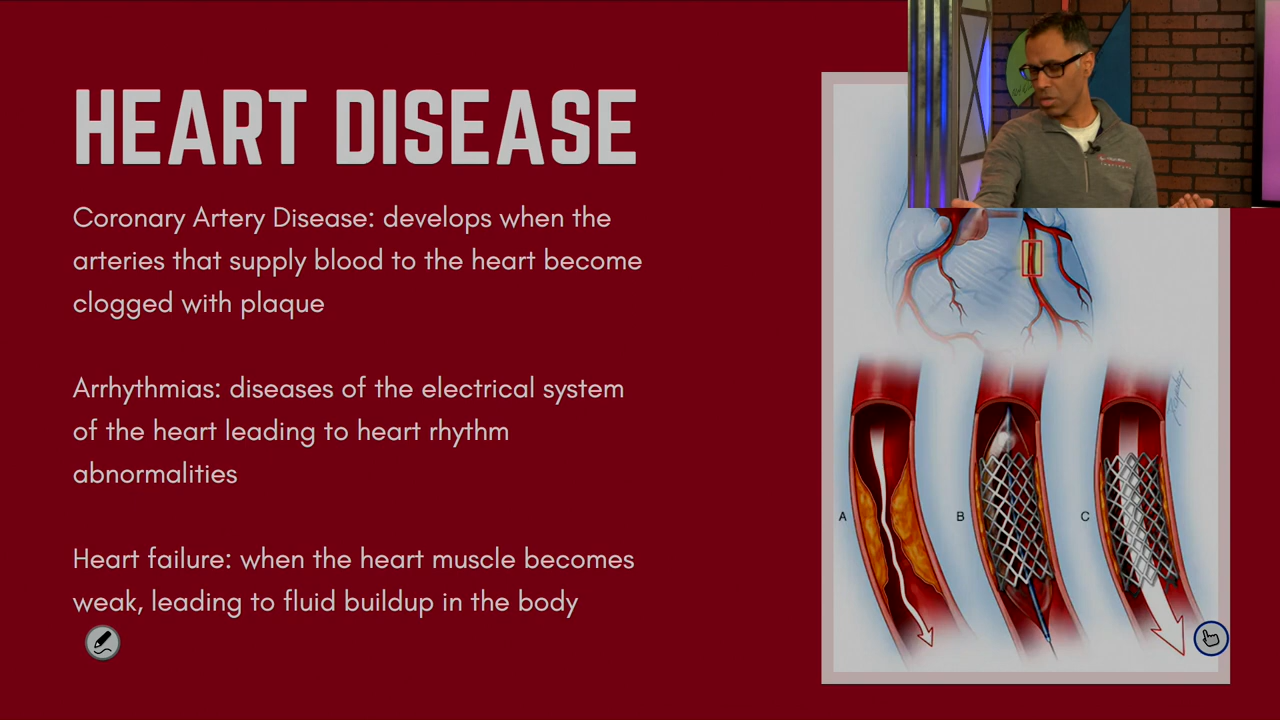 HEART DISEASE
Coronary Artery Disease: develops when the
arteries that supply blood to the heart become
clogged with plaque
Arrhythmias: diseases of the electrical system
of the heart leading to heart rhythm
abnormalities
Heart failure: when the heart muscle becomes
weak, leading to fluid buildup in the body
A
B
C